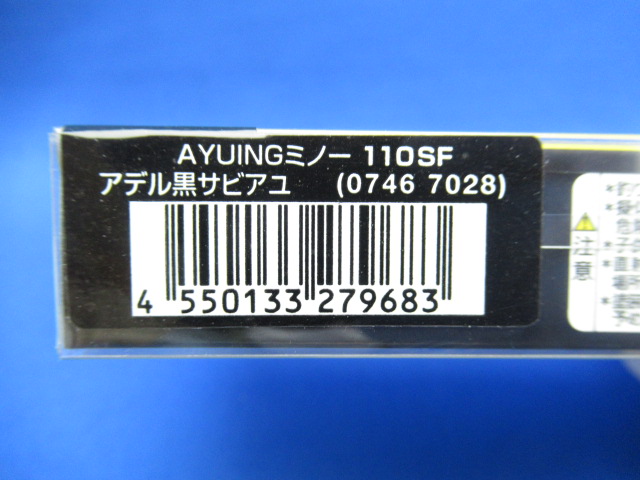 AYUINGミノー 110SF
アデル黒サビアユ (0746 7028)
4 550133 279683
注意